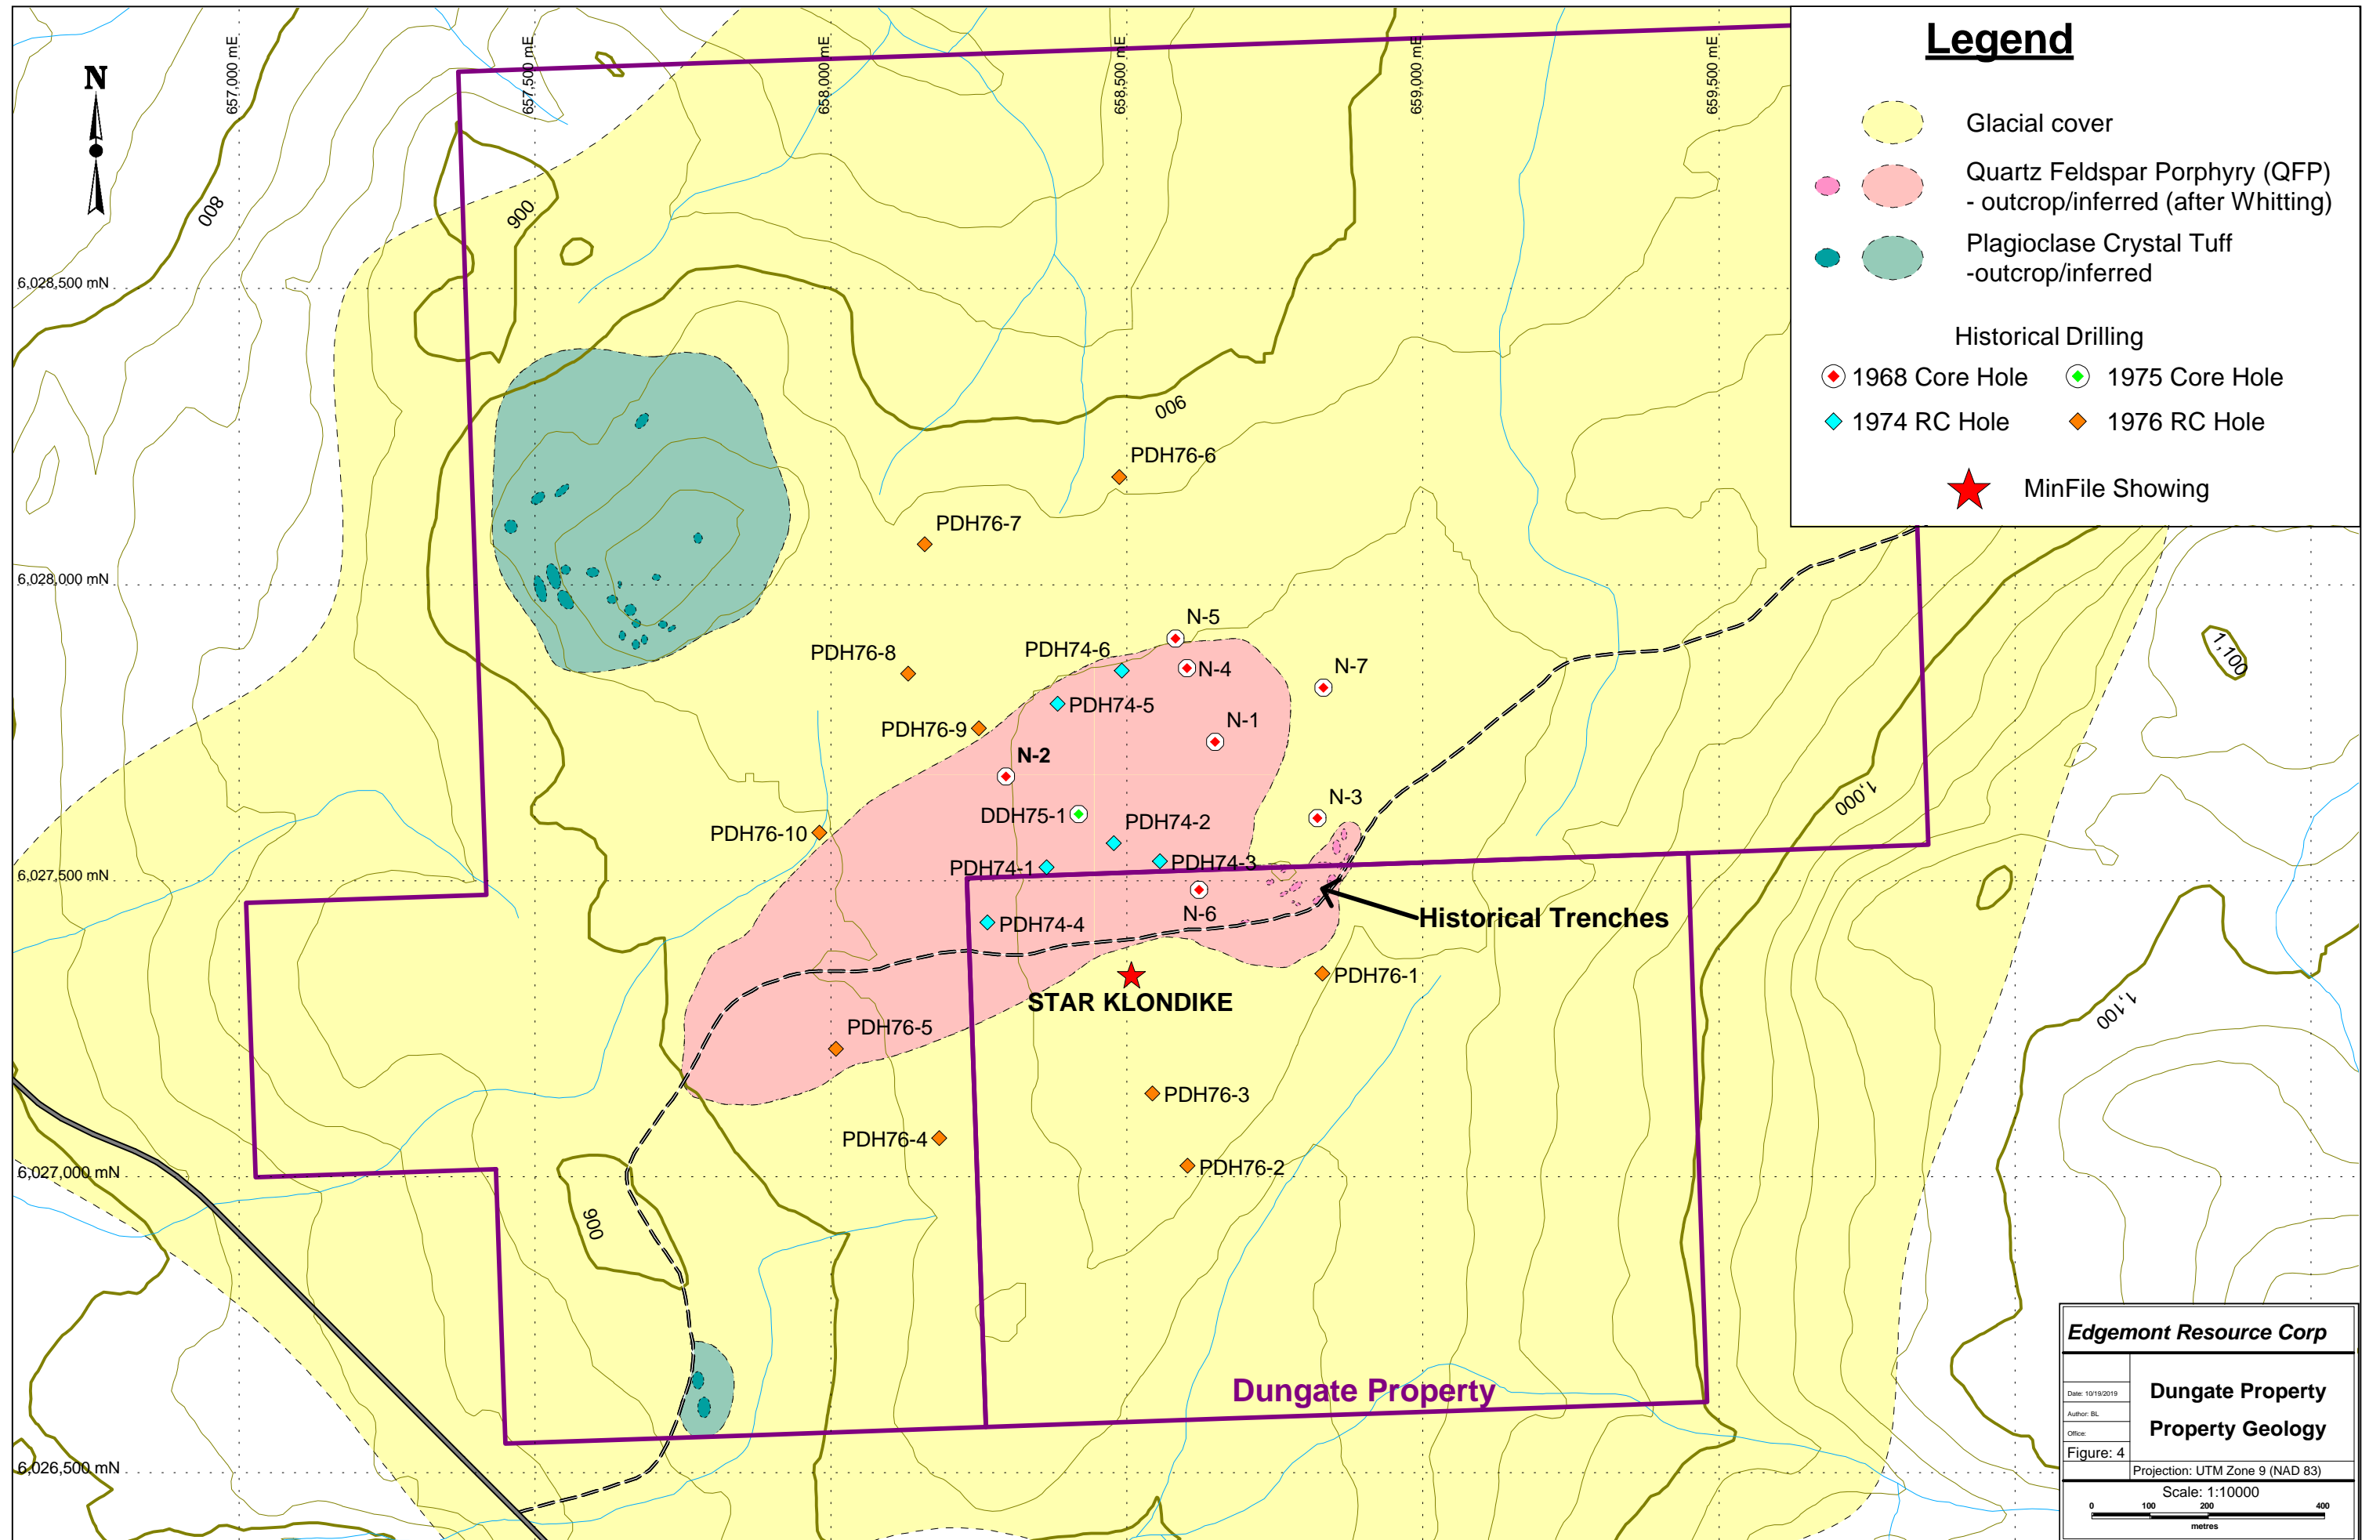 657,000 mE
657,500 mE
658,000 mE
658,500 mE
659,000 mE
659,500 mE
N
Legend
Glacial cover
Quartz Feldspar Porphyry (QFP)
- outcrop/inferred (after Whitting)
Plagioclase Crystal Tuff
-outcrop/inferred
Historical Drilling
1968 Core Hole
1975 Core Hole
1974 RC Hole
1976 RC Hole
MinFile Showing
800
900
6,028,500 mN
900
PDH76-6
PDH76-7
6,028,000 mN
N-5
PDH76-8
PDH74-6
N-4
N-7
1,100
PDH74-5
N-1
PDH76-9
N-2
N-3
1,000
DDH75-1
PDH74-2
PDH76-10
PDH74-1
PDH74-3
6,027,500 mN
N-6
PDH74-4
Historical Trenches
PDH76-1
STAR KLONDIKE
1,100
PDH76-5
PDH76-3
PDH76-4
PDH76-2
6,027,000 mN
900
Dungate Property
6,026,500 mN
Edgemont Resource Corp
Date: 10/19/2019
Author: BL
Office:
Figure: 4
Dungate Property
Property Geology
Projection: UTM Zone 9 (NAD 83)
Scale: 1:10000
0 100 200 400
metres